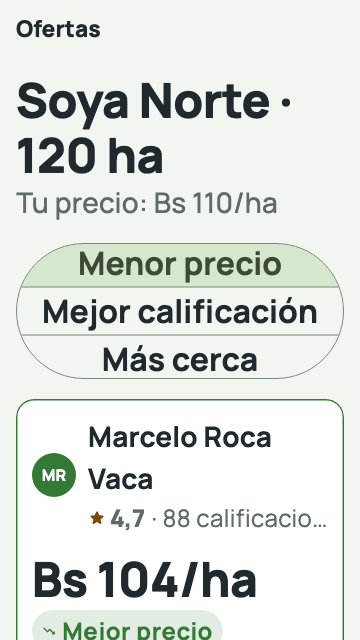 Ofertas
Soya Norte ·
120 ha
Tu precio: Bs 110/ha
Menor precio
Mejor calificación
Más cerca
Marcelo Roca
Vaca
MR
★ 4,7 · 88 calificacio…
Bs 104/ha
Mejor precio